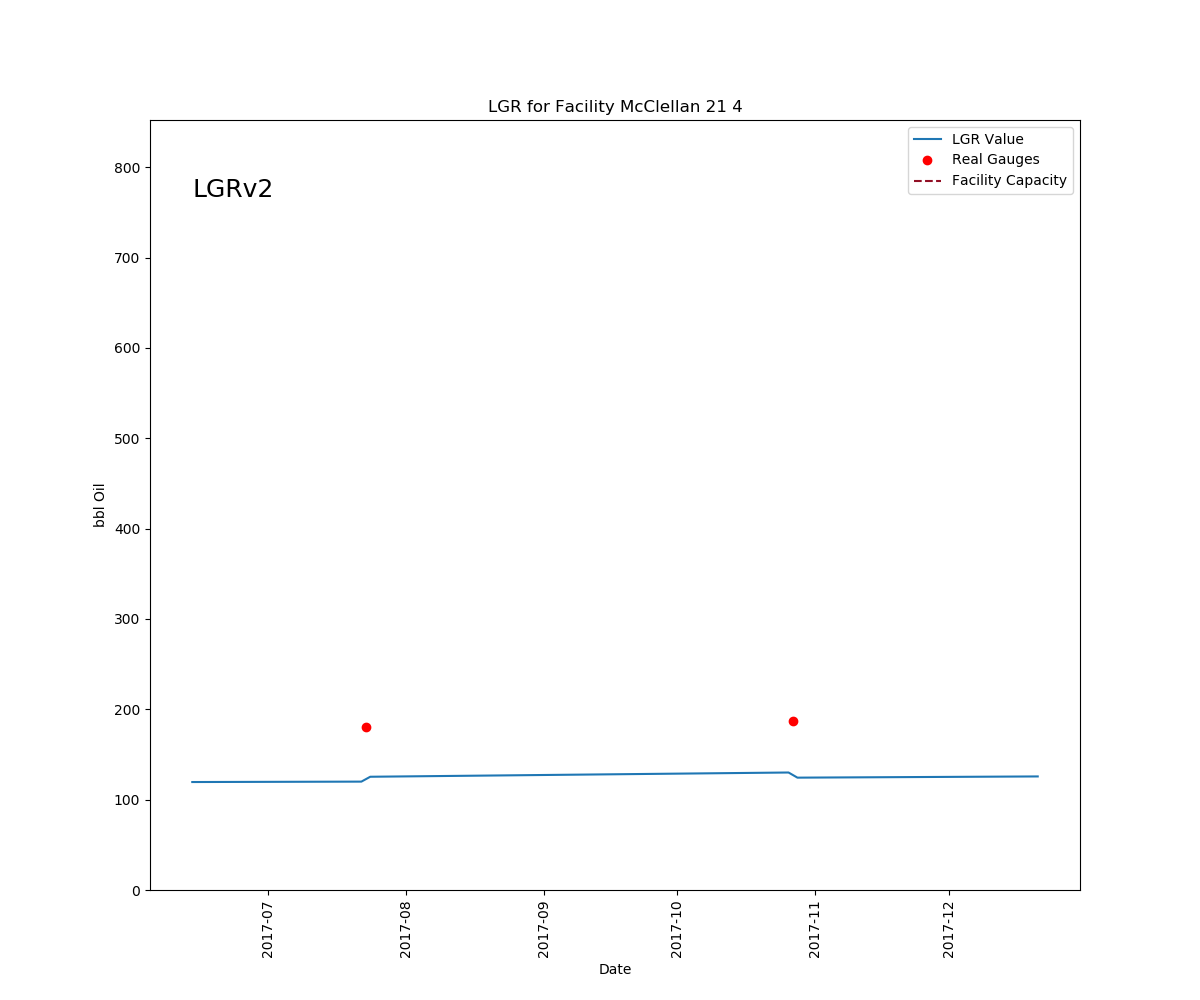 LGR for Facility McClellan 21 4
LGR Value
Real Gauges
Facility Capacity
LGRv2
800
700
600
500
400
300
200
100
0
bbl Oil
2017-07
2017-08
2017-09
2017-10
2017-11
2017-12
Date